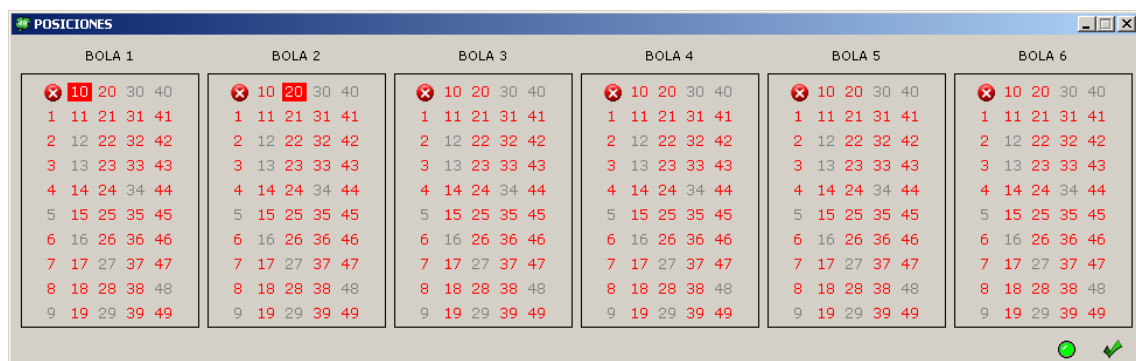 POSICIONES
BOLA 1 BOLA 2 BOLA 3 BOLA 4 BOLA 5 BOLA 6
10 20 30 40 10 20 30 40 10 20 30 40 10 20 30 40 10 20 30 40 10 20 30 40
1 11 21 31 41 1 11 21 31 41 1 11 21 31 41 1 11 21 31 41 1 11 21 31 41 1 11 21 31 41
2 12 22 32 42 2 12 22 32 42 2 12 22 32 42 2 12 22 32 42 2 12 22 32 42 2 12 22 32 42
3 13 23 33 43 3 13 23 33 43 3 13 23 33 43 3 13 23 33 43 3 13 23 33 43 3 13 23 33 43
4 14 24 34 44 4 14 24 34 44 4 14 24 34 44 4 14 24 34 44 4 14 24 34 44 4 14 24 34 44
5 15 25 35 45 5 15 25 35 45 5 15 25 35 45 5 15 25 35 45 5 15 25 35 45 5 15 25 35 45
6 16 26 36 46 6 16 26 36 46 6 16 26 36 46 6 16 26 36 46 6 16 26 36 46 6 16 26 36 46
7 17 27 37 47 7 17 27 37 47 7 17 27 37 47 7 17 27 37 47 7 17 27 37 47 7 17 27 37 47
8 18 28 38 48 8 18 28 38 48 8 18 28 38 48 8 18 28 38 48 8 18 28 38 48 8 18 28 38 48
9 19 29 39 49 9 19 29 39 49 9 19 29 39 49 9 19 29 39 49 9 19 29 39 49 9 19 29 39 49